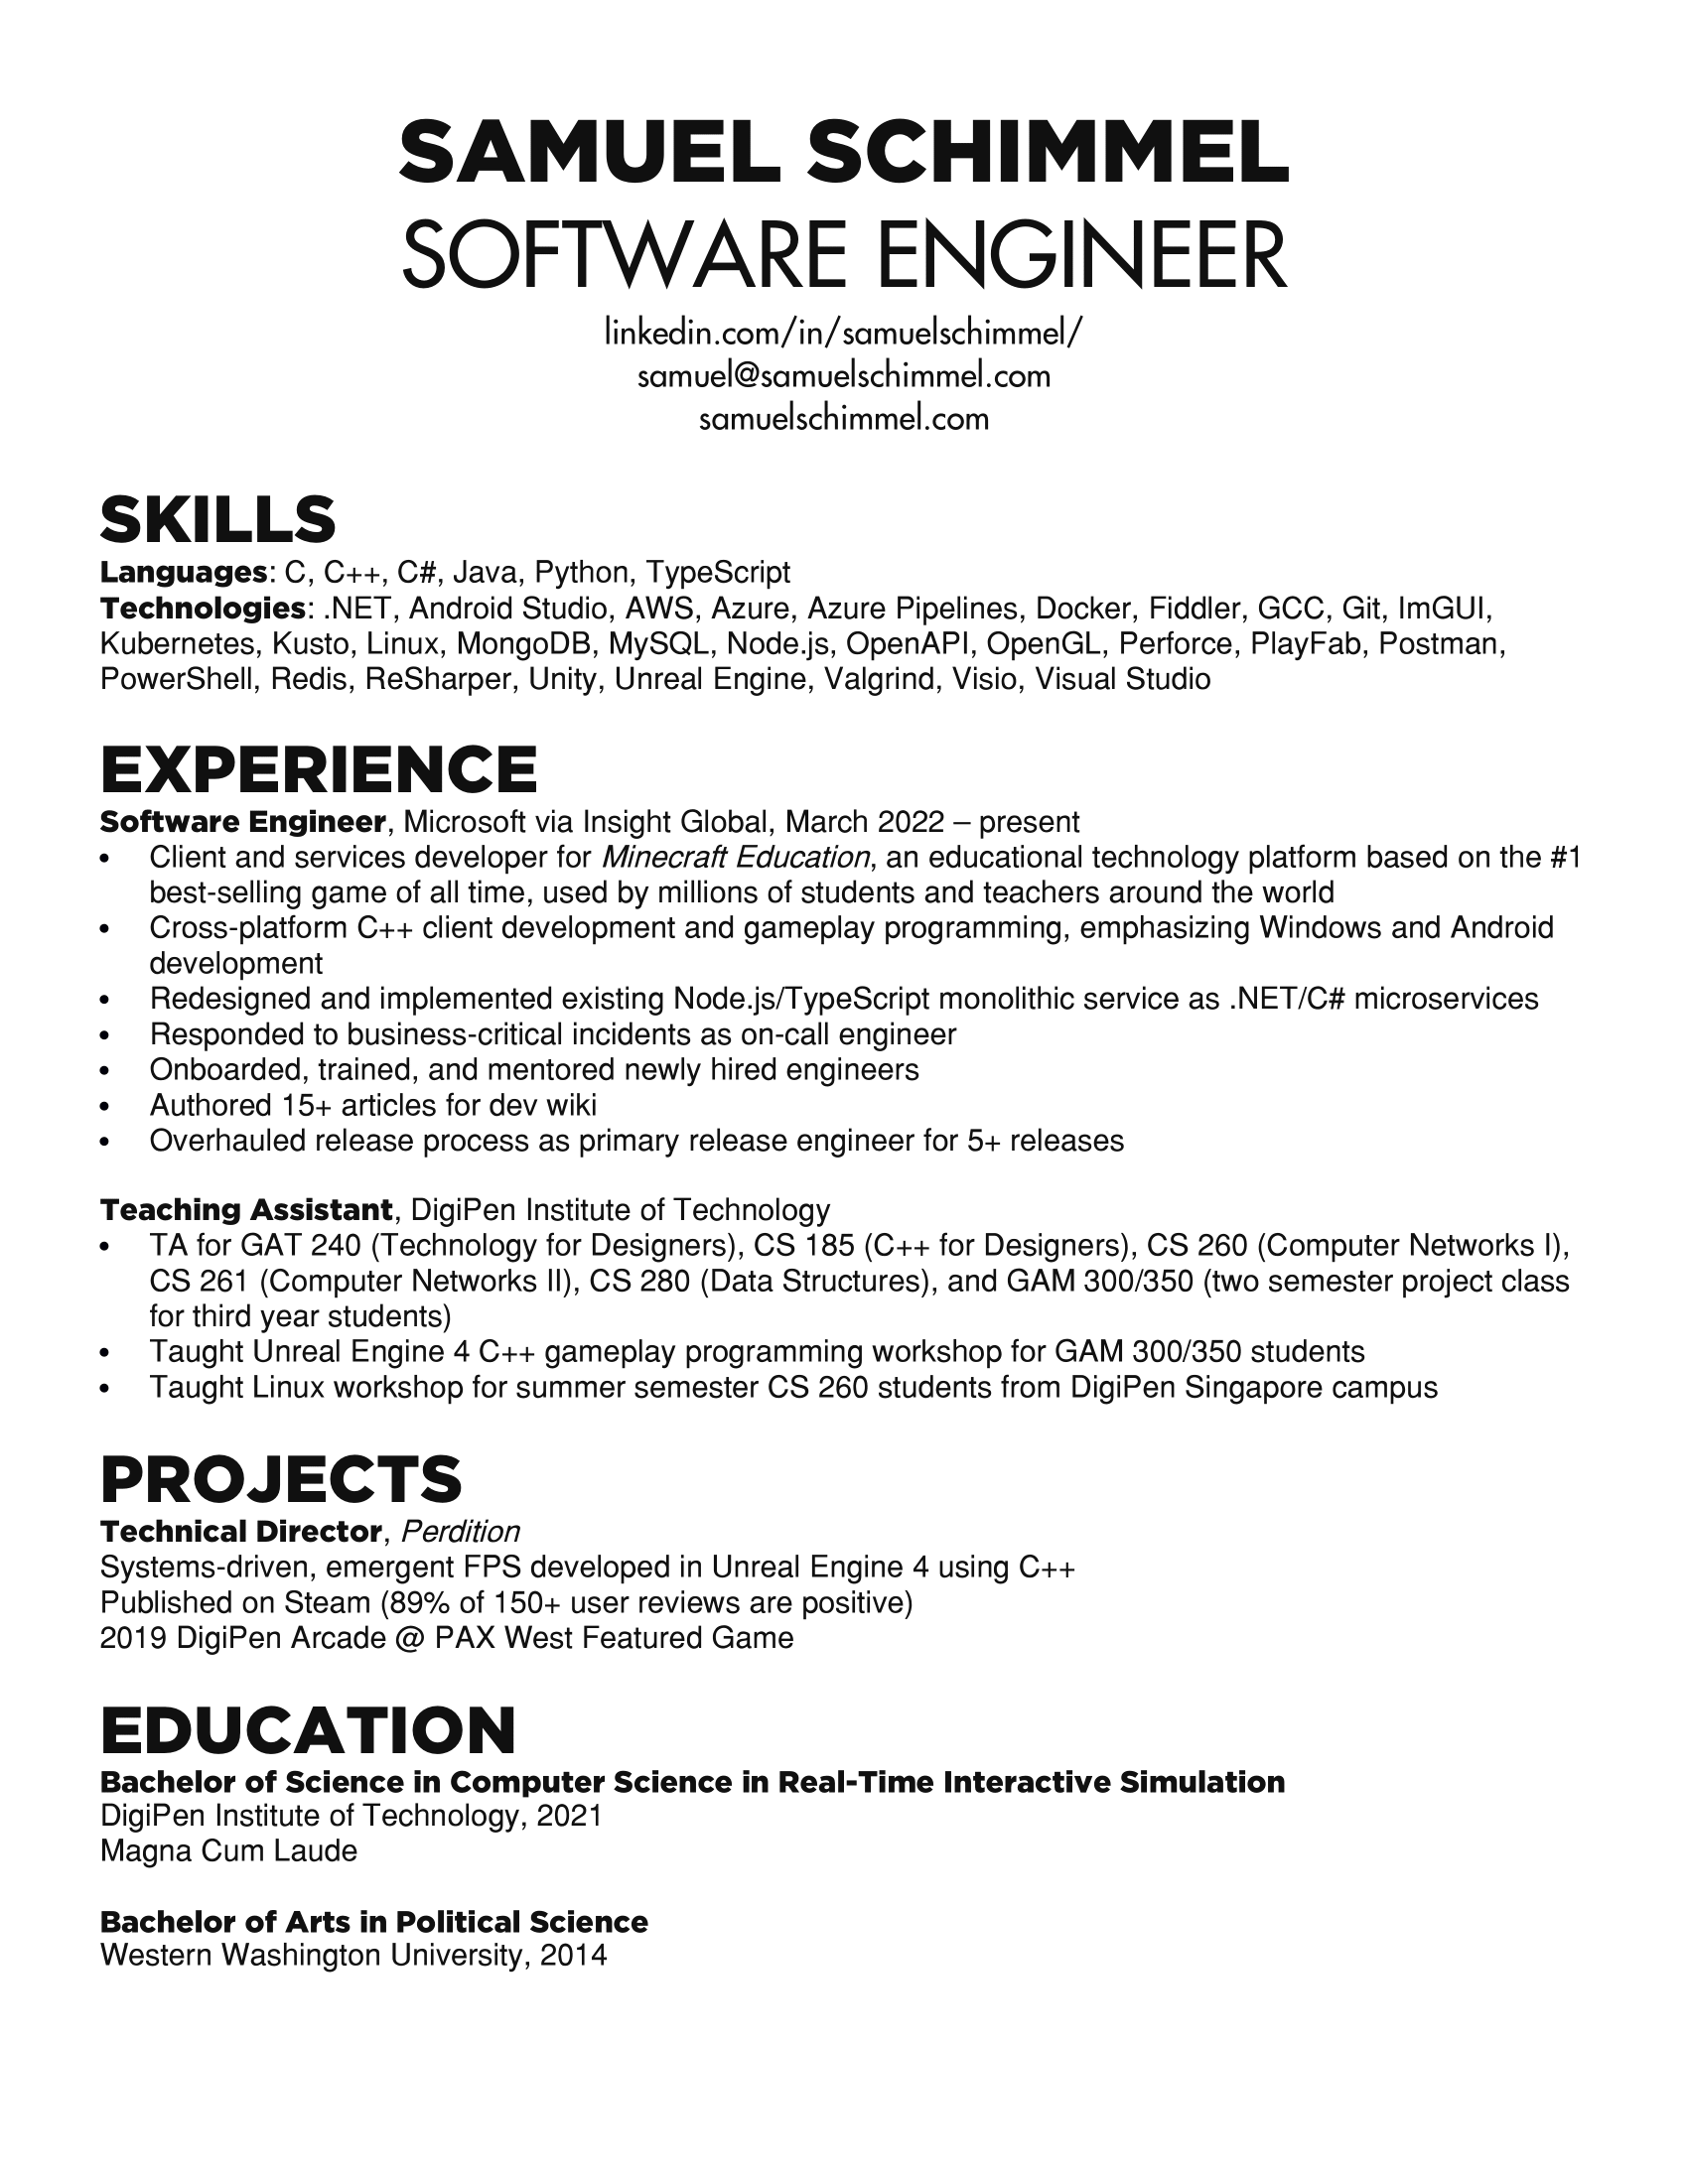 SAMUEL SCHIMMEL
SOFTWARE ENGINEER
linkedin.com/in/samuelschimmel/
samuel@samuelschimmel.com
samuelschimmel.com
SKILLS
Languages: C, C++, C#, Java, Python, TypeScript
Technologies: .NET, Android Studio, AWS, Azure, Azure Pipelines, Docker, Fiddler, GCC, Git, ImGUI,
Kubernetes, Kusto, Linux, MongoDB, MySQL, Node.js, OpenAPI, OpenGL, Perforce, PlayFab, Postman,
PowerShell, Redis, ReSharper, Unity, Unreal Engine, Valgrind, Visio, Visual Studio
EXPERIENCE
Software Engineer, Microsoft via Insight Global, March 2022 – present
• Client and services developer for Minecraft Education, an educational technology platform based on the #1
best-selling game of all time, used by millions of students and teachers around the world
• Cross-platform C++ client development and gameplay programming, emphasizing Windows and Android
development
• Redesigned and implemented existing Node.js/TypeScript monolithic service as .NET/C# microservices
• Responded to business-critical incidents as on-call engineer
• Onboarded, trained, and mentored newly hired engineers
• Authored 15+ articles for dev wiki
• Overhauled release process as primary release engineer for 5+ releases
Teaching Assistant, DigiPen Institute of Technology
• TA for GAT 240 (Technology for Designers), CS 185 (C++ for Designers), CS 260 (Computer Networks I),
CS 261 (Computer Networks II), CS 280 (Data Structures), and GAM 300/350 (two semester project class
for third year students)
• Taught Unreal Engine 4 C++ gameplay programming workshop for GAM 300/350 students
• Taught Linux workshop for summer semester CS 260 students from DigiPen Singapore campus
PROJECTS
Technical Director, Perdition
Systems-driven, emergent FPS developed in Unreal Engine 4 using C++
Published on Steam (89% of 150+ user reviews are positive)
2019 DigiPen Arcade @ PAX West Featured Game
EDUCATION
Bachelor of Science in Computer Science in Real-Time Interactive Simulation
DigiPen Institute of Technology, 2021
Magna Cum Laude
Bachelor of Arts in Political Science
Western Washington University, 2014